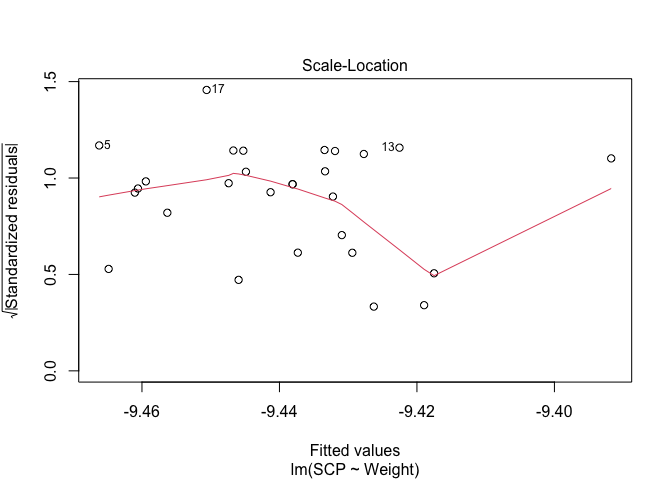 Scale-Location
√|Standardized residuals|
1.5
1.0
0.5
0.0
17
5
13
-9.46 -9.44 -9.42 -9.40
Fitted values
lm(SCP ~ Weight)